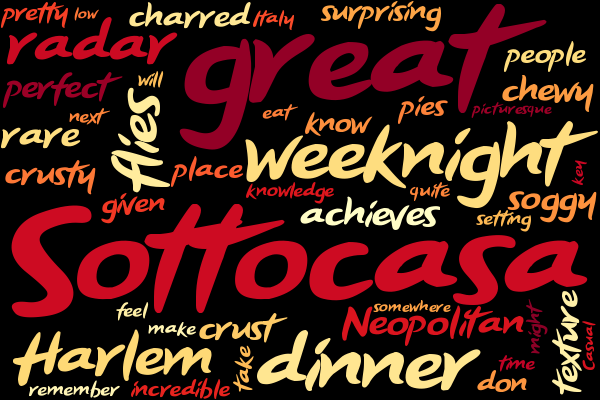 pretty low charred Italy surprising
radar great people
perfect will flies chewy
next eat know pies picturesque
rare weeknight
crusty place key
knowledge quite soggy
given achieves setting
Sottocasa
feel somewhere
make crust Neopolitan might texture
Harlem dinner time Casual
remember incredible take don